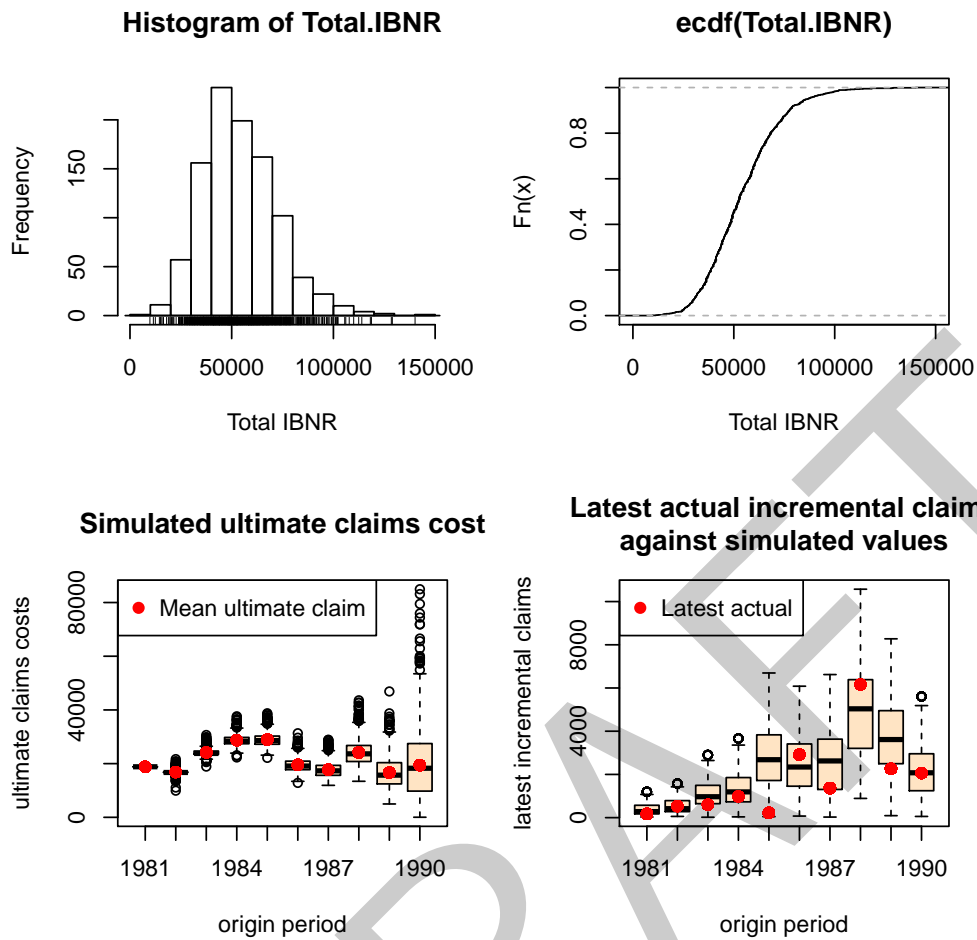 Histogram of Total.IBNR
Frequency
0
50
150
0
50000
100000
150000
Total IBNR
ecdf(Total.IBNR)
Fn(x)
0.0
0.4
0.8
0
50000
100000
150000
Total IBNR
Simulated ultimate claims cost
Mean ultimate claim
ultimate claims costs
0
40000
80000
1981
1984
1987
1990
origin period
Latest actual incremental claim
against simulated values
Latest actual
latest incremental claims
0
4000
8000
1981
1984
1987
1990
origin period
DRAFT